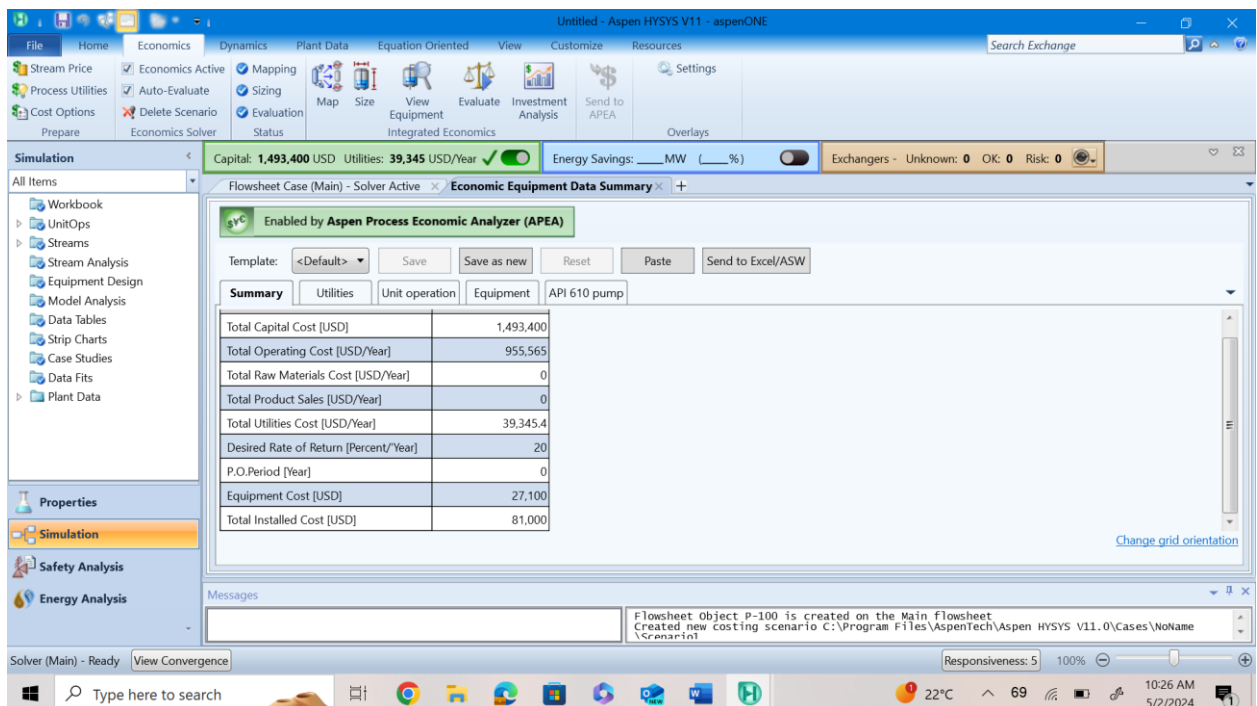 Untitled - Aspen HYSYS V11 - aspenONE
File Home Economics Dynamics Plant Data Equation Oriented View Customize Resources Search Exchange
Stream Price Economics Active Mapping Settings
Process Utilities Auto-Evaluate Sizing
Cost Options Delete Scenario Evaluation
Map Size View Equipment Evaluate Investment Analysis Send to APEA
Prepare Economics Solver Status Integrated Economics Overlays
Simulation
Capital: 1,493,400 USD Utilities: 39,345 USD/Year
Energy Savings: ____ MW (____%)
Exchangers - Unknown: 0 OK: 0 Risk: 0
All Items
Workbook
UnitOps
Streams
Stream Analysis
Equipment Design
Model Analysis
Data Tables
Strip Charts
Case Studies
Data Fits
Plant Data
Properties
Simulation
Safety Analysis
Energy Analysis
Flowsheet Case (Main) - Solver Active Economic Equipment Data Summary
SYC Enabled by Aspen Process Economic Analyzer (APEA)
Template: <Default> Save Save as new Reset Paste Send to Excel/ASW
Summary Utilities Unit operation Equipment API 610 pump
Total Capital Cost [USD] 1,493,400
Total Operating Cost [USD/Year] 955,565
Total Raw Materials Cost [USD/Year] 0
Total Product Sales [USD/Year] 0
Total Utilities Cost [USD/Year] 39,345.4
Desired Rate of Return [Percent/'Year] 20
P.O.Period [Year] 0
Equipment Cost [USD] 27,100
Total Installed Cost [USD] 81,000
Change grid orientation
Messages
Flowsheet Object P-100 is created on the Main flowsheet
Created new costing scenario C:\Program Files\AspenTech\Aspen HYSYS V11.0\Cases\NoName
\Scenario1
Solver (Main) - Ready View Convergence Responsiveness: 5 100%
Type here to search 22°C 69 10:26 AM
5/2/2024